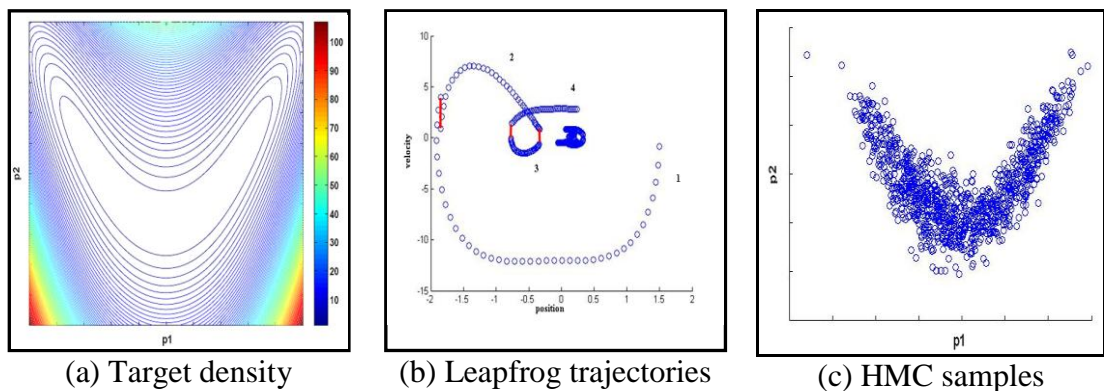 100
90
80
70
60
50
40
30
20
10
p2
p1
(a) Target density
10
5
0
-5
-10
-15
velocity
-2 -1.5 -1 -0.5 0 0.5 1 1.5 2
position
1
2
3
4
(b) Leapfrog trajectories
p2
p1
(c) HMC samples